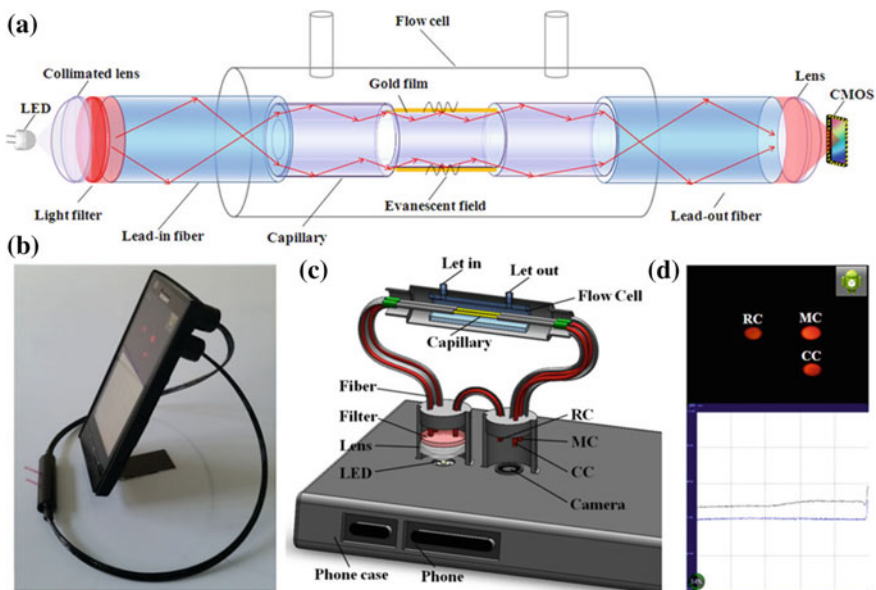 (a)
Flow cell
Collimated lens
Gold film
Lens
LED
CMOS
Light filter
Evanescent field
Lead-in fiber
Capillary
Lead-out fiber
(b)
(c)
Let in
Let out
Flow Cell
Capillary
Fiber
Filter
Lens
LED
RC
MC
CC
Camera
Phone case
Phone
(d)
RC
MC
CC